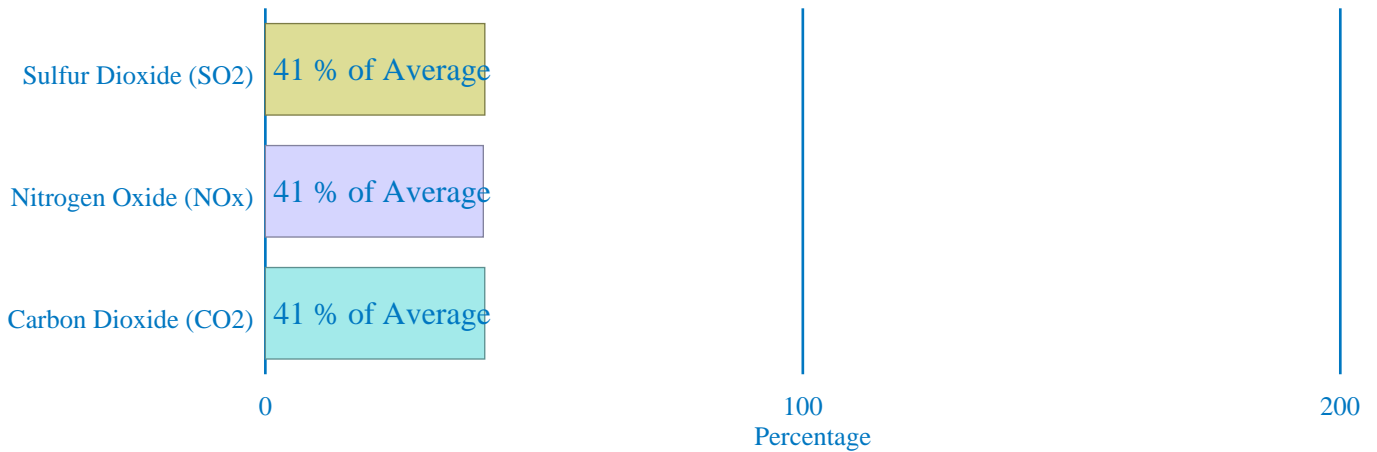 Sulfur Dioxide (SO2) 41 % of Average
Nitrogen Oxide (NOx) 41 % of Average
Carbon Dioxide (CO2) 41 % of Average
0 100 200
Percentage